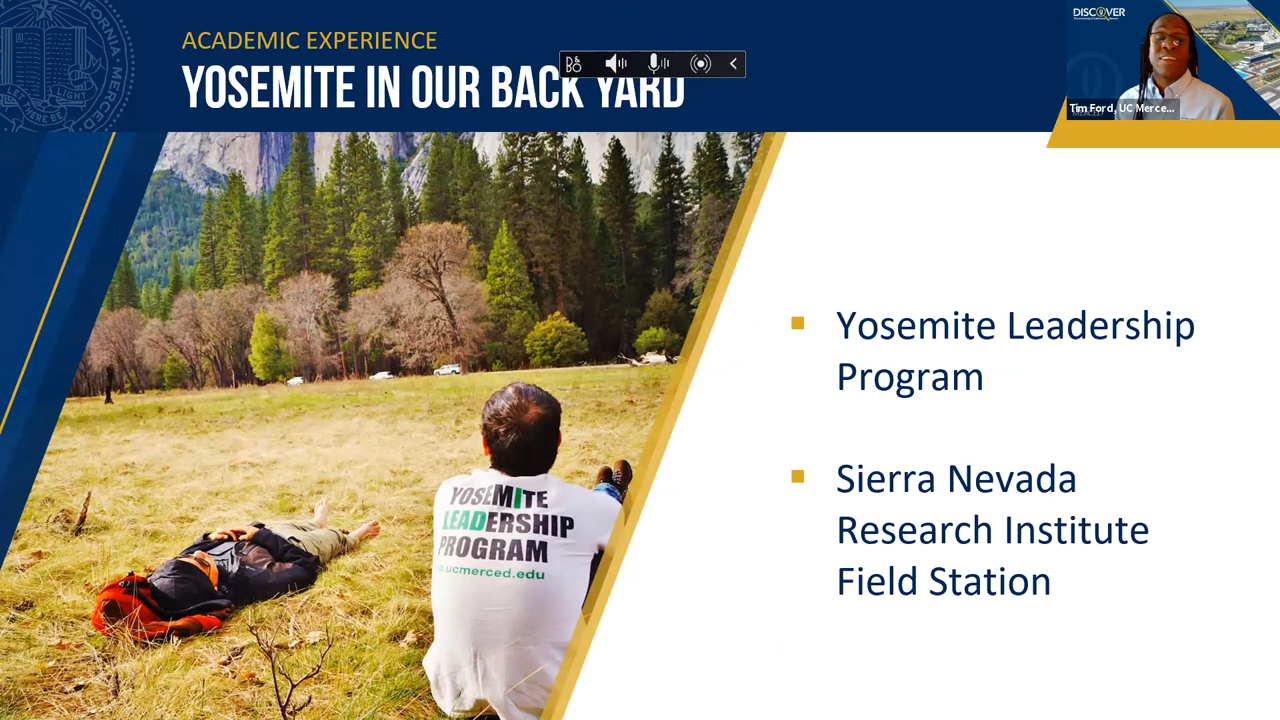 ACADEMIC EXPERIENCE
YOSEMITE IN OUR BACK YARD
DISCOVER
Tim Ford, UC Merce...
Yosemite Leadership
Program
Sierra Nevada
Research Institute
Field Station
YOSEMITE
LEADERSHIP
PROGRAM
.ucmerced.edu